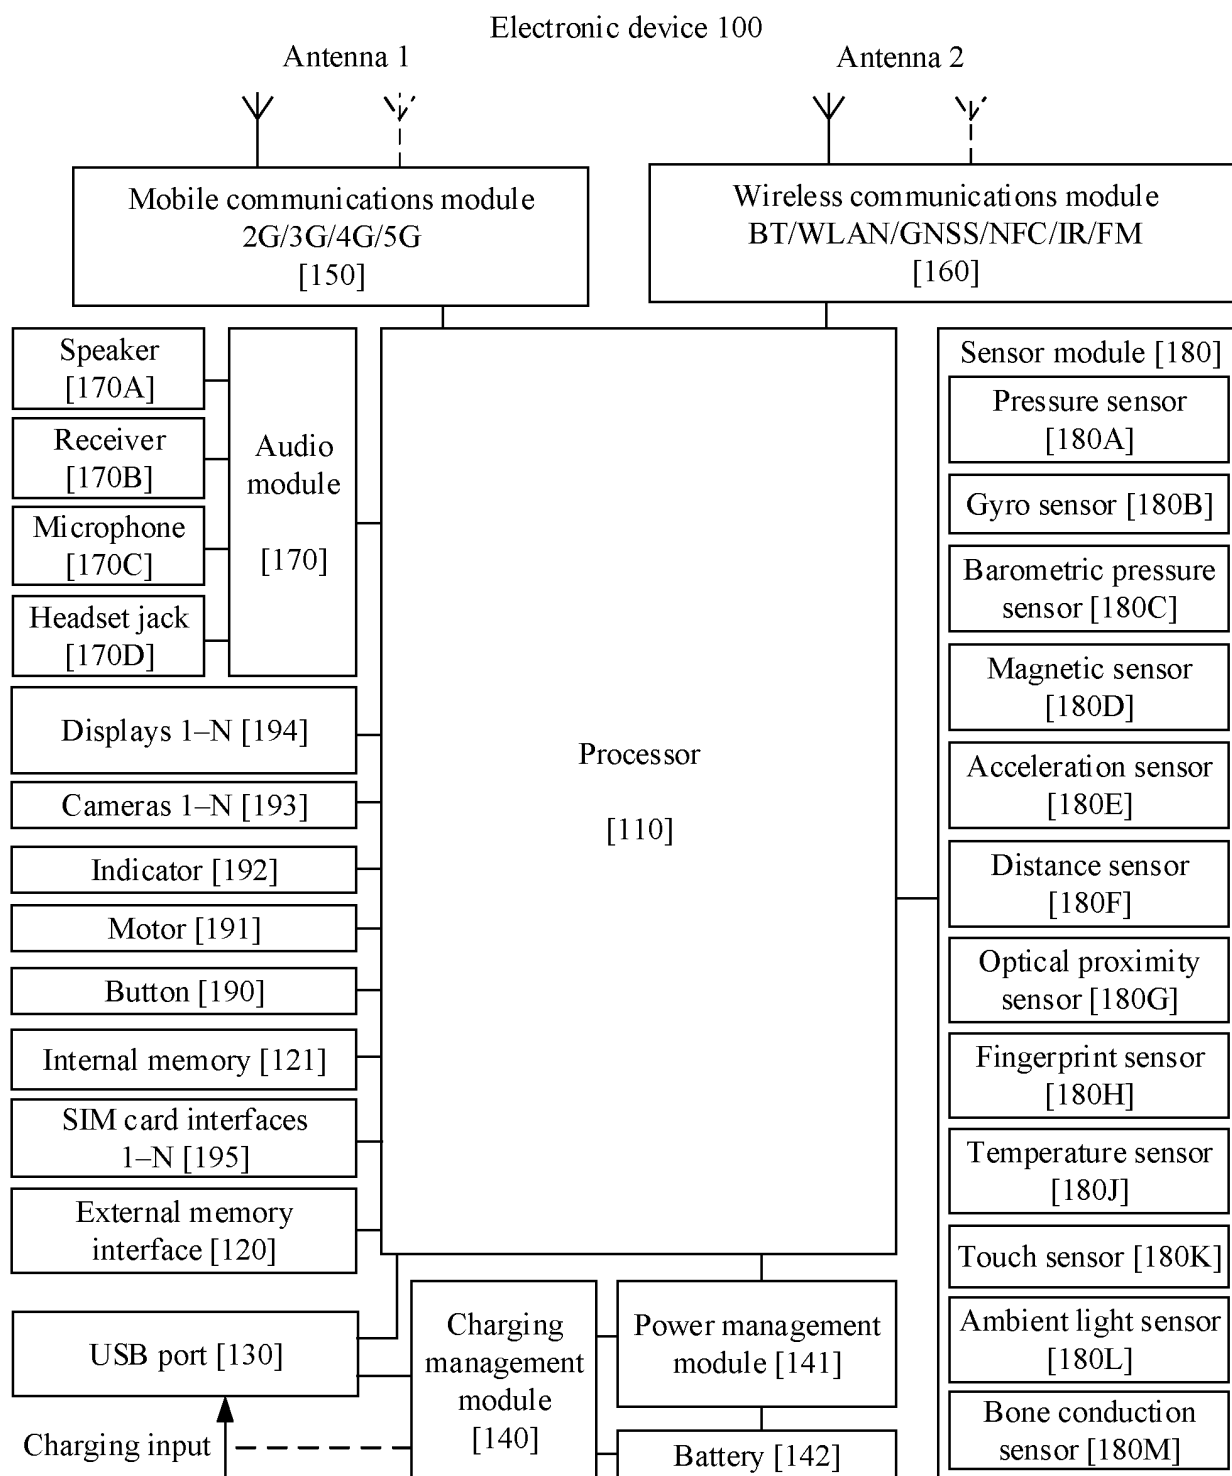 Electronic device 100
Antenna 1
Antenna 2
Mobile communications module
2G/3G/4G/5G
[150]
Wireless communications module
BT/WLAN/GNSS/NFC/IR/FM
[160]
Speaker
[170A]
Receiver
[170B]
Microphone
[170C]
Headset jack
[170D]
Audio
module
[170]
Displays 1–N [194]
Cameras 1–N [193]
Indicator [192]
Motor [191]
Button [190]
Internal memory [121]
SIM card interfaces
1–N [195]
External memory
interface [120]
USB port [130]
Charging input
Processor
[110]
Charging
management
module
[140]
Power management
module [141]
Battery [142]
Sensor module [180]
Pressure sensor
[180A]
Gyro sensor [180B]
Barometric pressure
sensor [180C]
Magnetic sensor
[180D]
Acceleration sensor
[180E]
Distance sensor
[180F]
Optical proximity
sensor [180G]
Fingerprint sensor
[180H]
Temperature sensor
[180J]
Touch sensor [180K]
Ambient light sensor
[180L]
Bone conduction
sensor [180M]